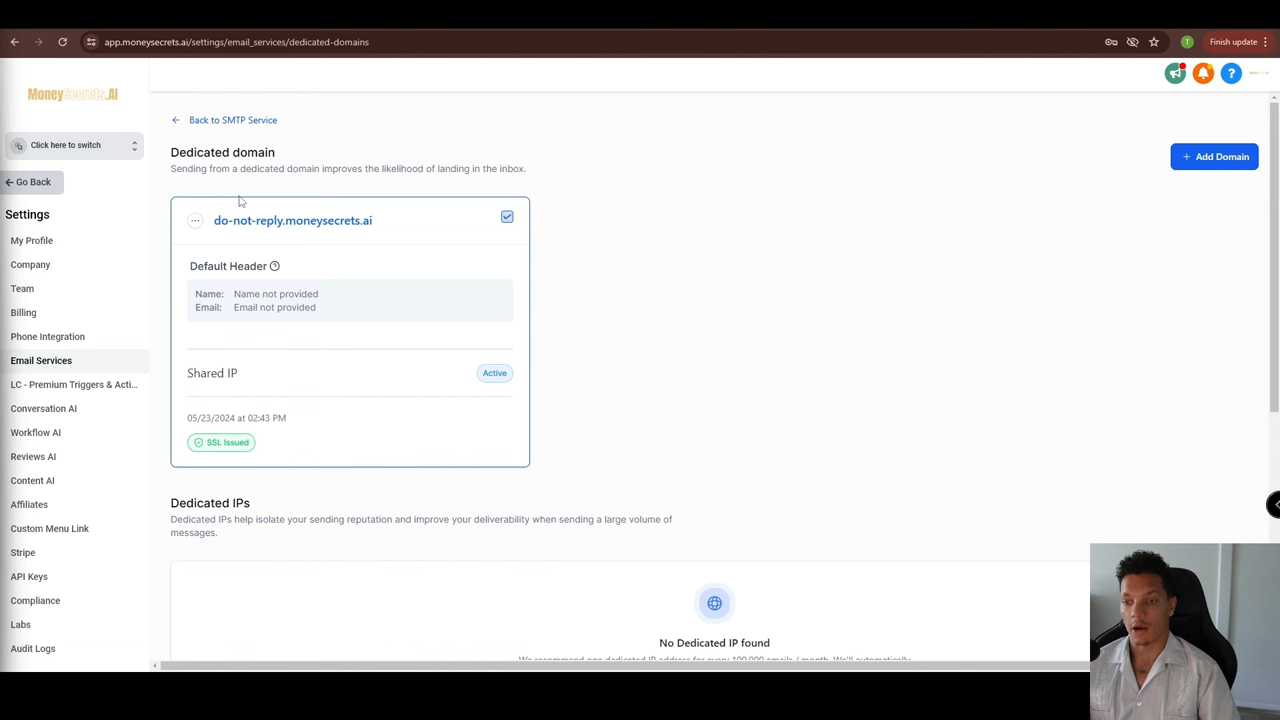 app.moneysecrets.ai/settings/email_services/dedicated-domains
T
Finish update
MoneySecrets.AI
Click here to switch
Go Back
Settings
My Profile
Company
Team
Billing
Phone Integration
Email Services
LC - Premium Triggers & Acti...
Conversation AI
Workflow AI
Reviews AI
Content AI
Affiliates
Custom Menu Link
Stripe
API Keys
Compliance
Labs
Audit Logs
Back to SMTP Service
Dedicated domain
Sending from a dedicated domain improves the likelihood of landing in the inbox.
+ Add Domain
do-not-reply.moneysecrets.ai
Default Header
Name: Name not provided
Email: Email not provided
Shared IP
Active
05/23/2024 at 02:43 PM
SSL Issued
Dedicated IPs
Dedicated IPs help isolate your sending reputation and improve your deliverability when sending a large volume of
messages.
No Dedicated IP found
We recommend one dedicated IP address for every 100,000 emails / month. We'll automatically